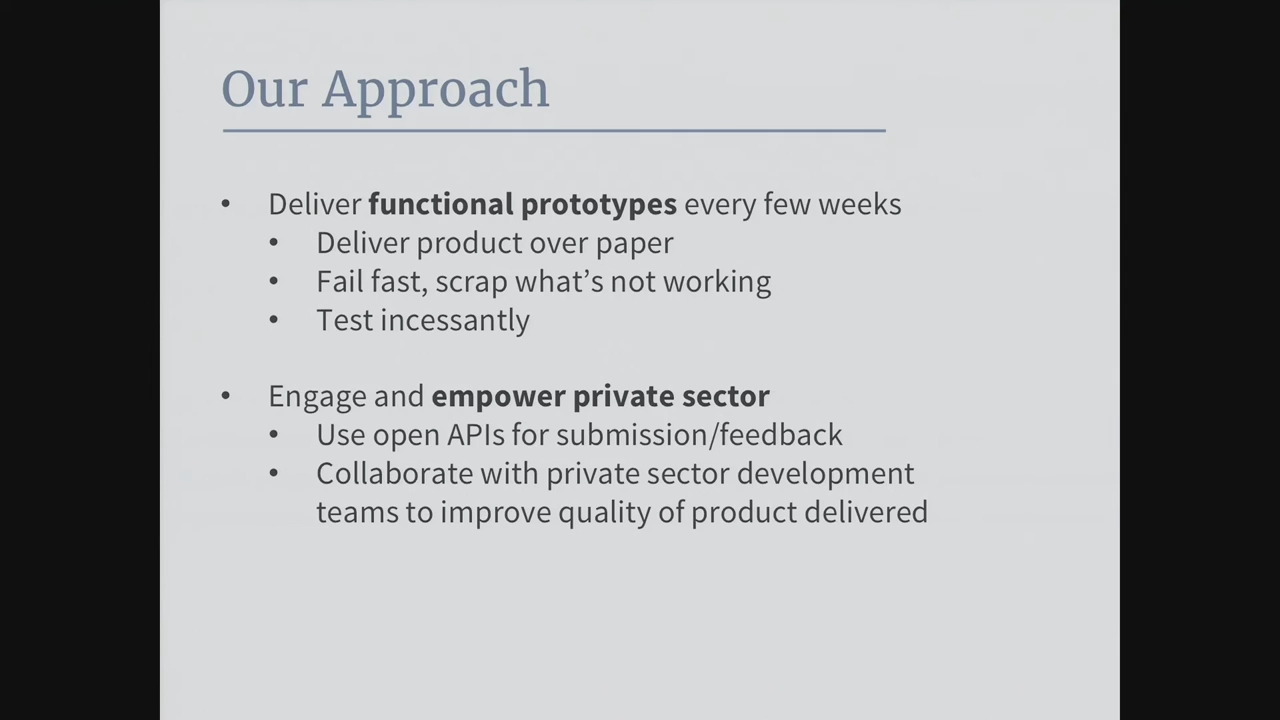 Our Approach
• Deliver functional prototypes every few weeks
• Deliver product over paper
• Fail fast, scrap what’s not working
• Test incessantly
• Engage and empower private sector
• Use open APIs for submission/feedback
• Collaborate with private sector development
teams to improve quality of product delivered